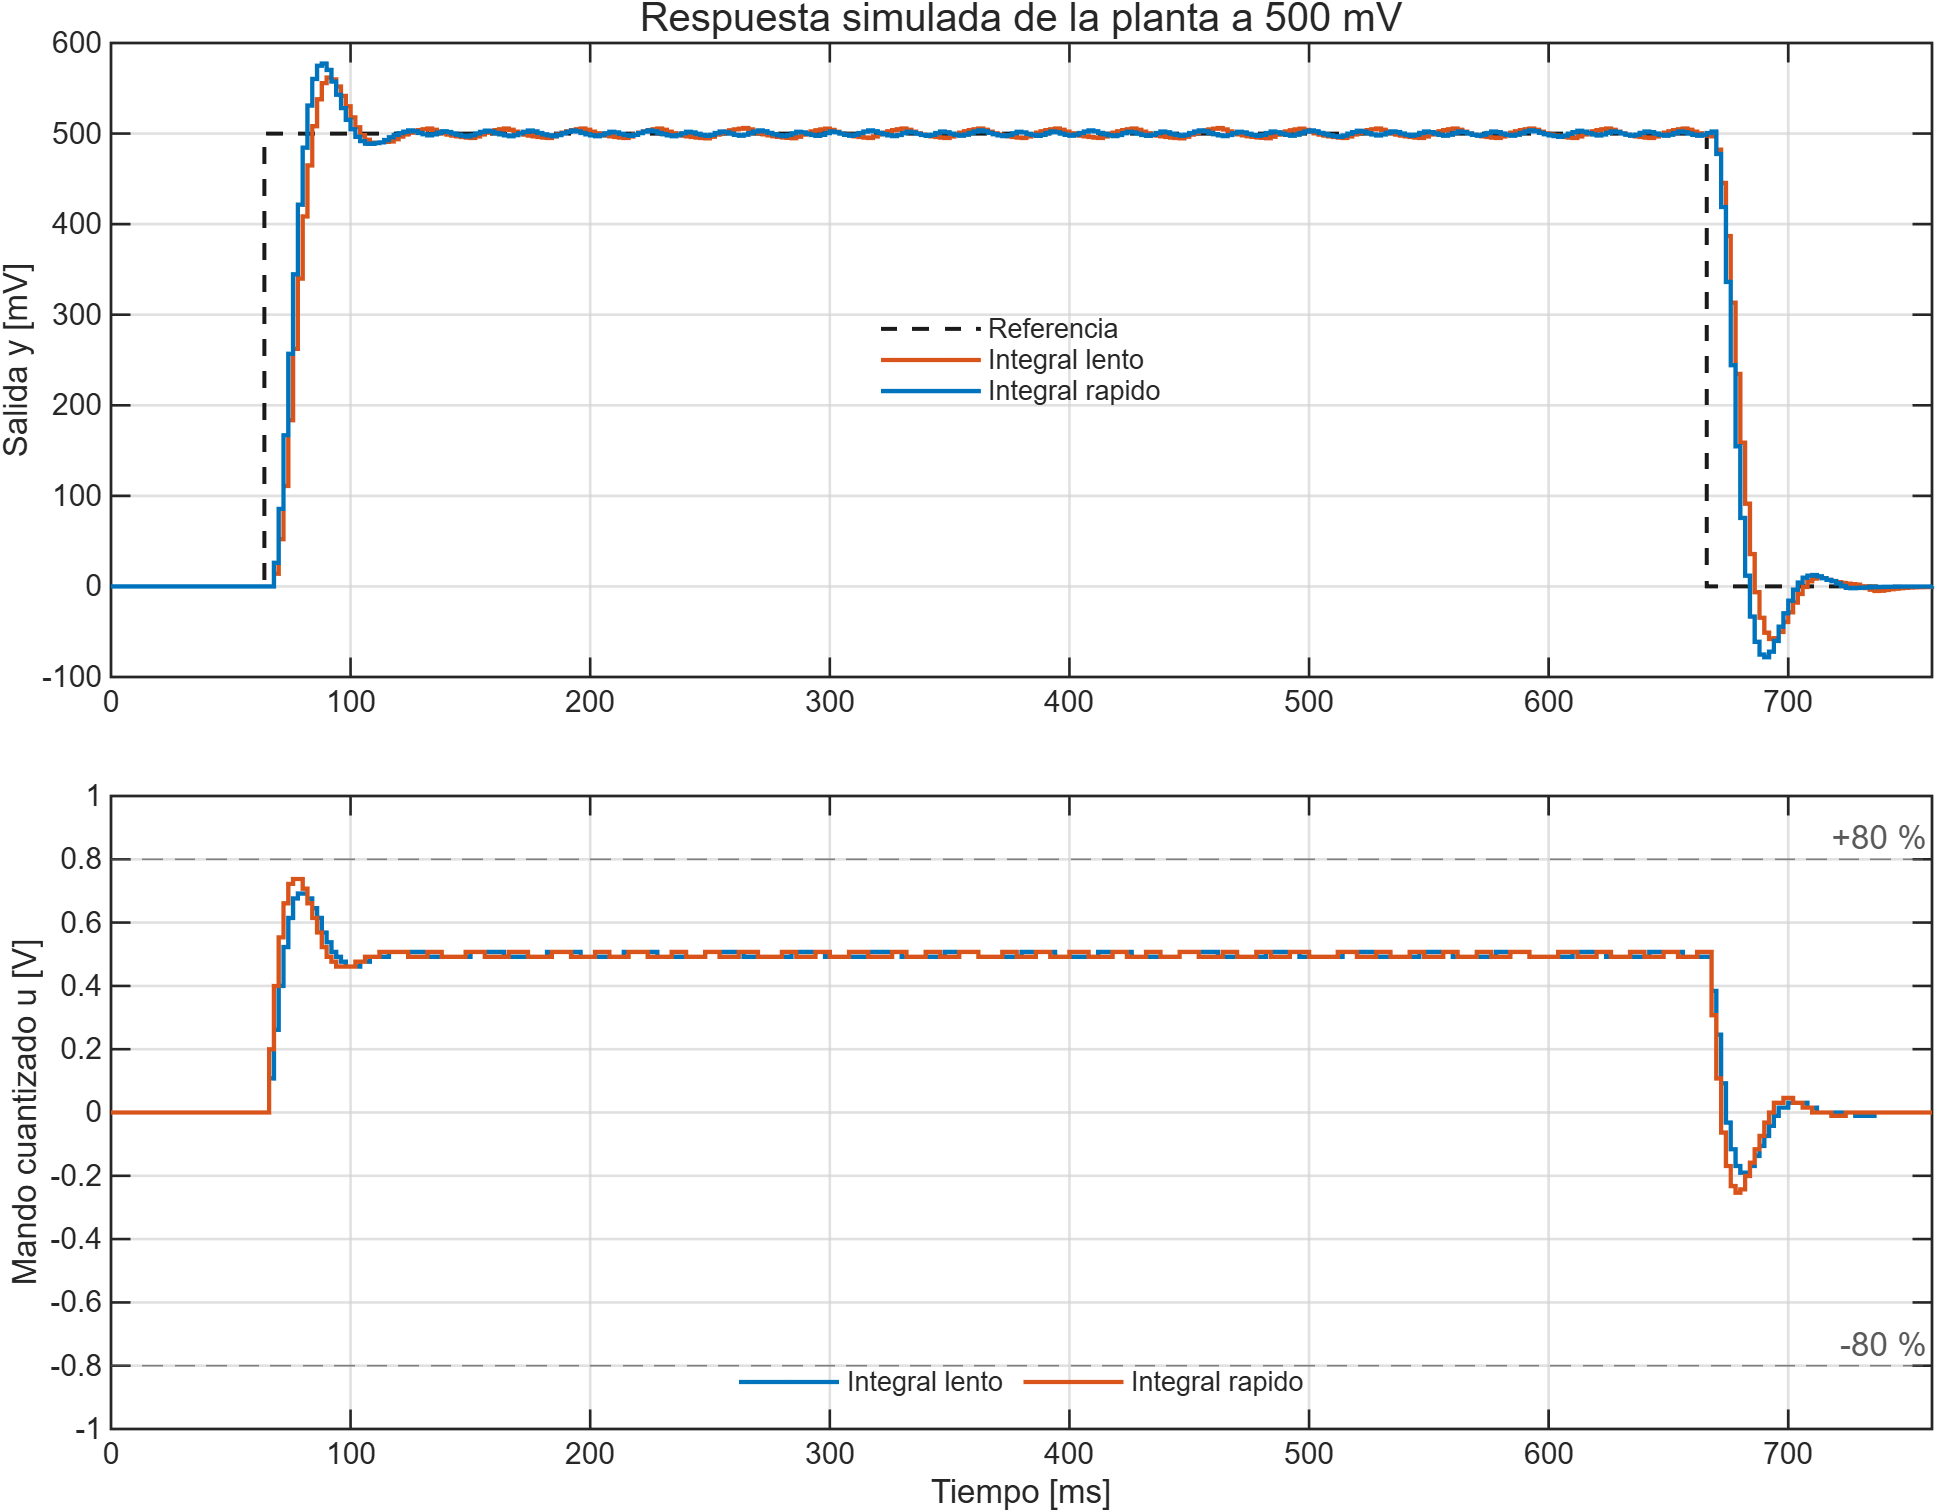 Respuesta simulada de la planta a 500 mV
600
500
400
300
200
100
0
-100
Salida y [mV]
Referencia
Integral lento
Integral rapido
0 100 200 300 400 500 600 700
1
0.8
0.6
0.4
0.2
0
-0.2
-0.4
-0.6
-0.8
-1
Mando cuantizado u [V]
+80 %
-80 %
Integral lento Integral rapido
0 100 200 300 400 500 600 700
Tiempo [ms]